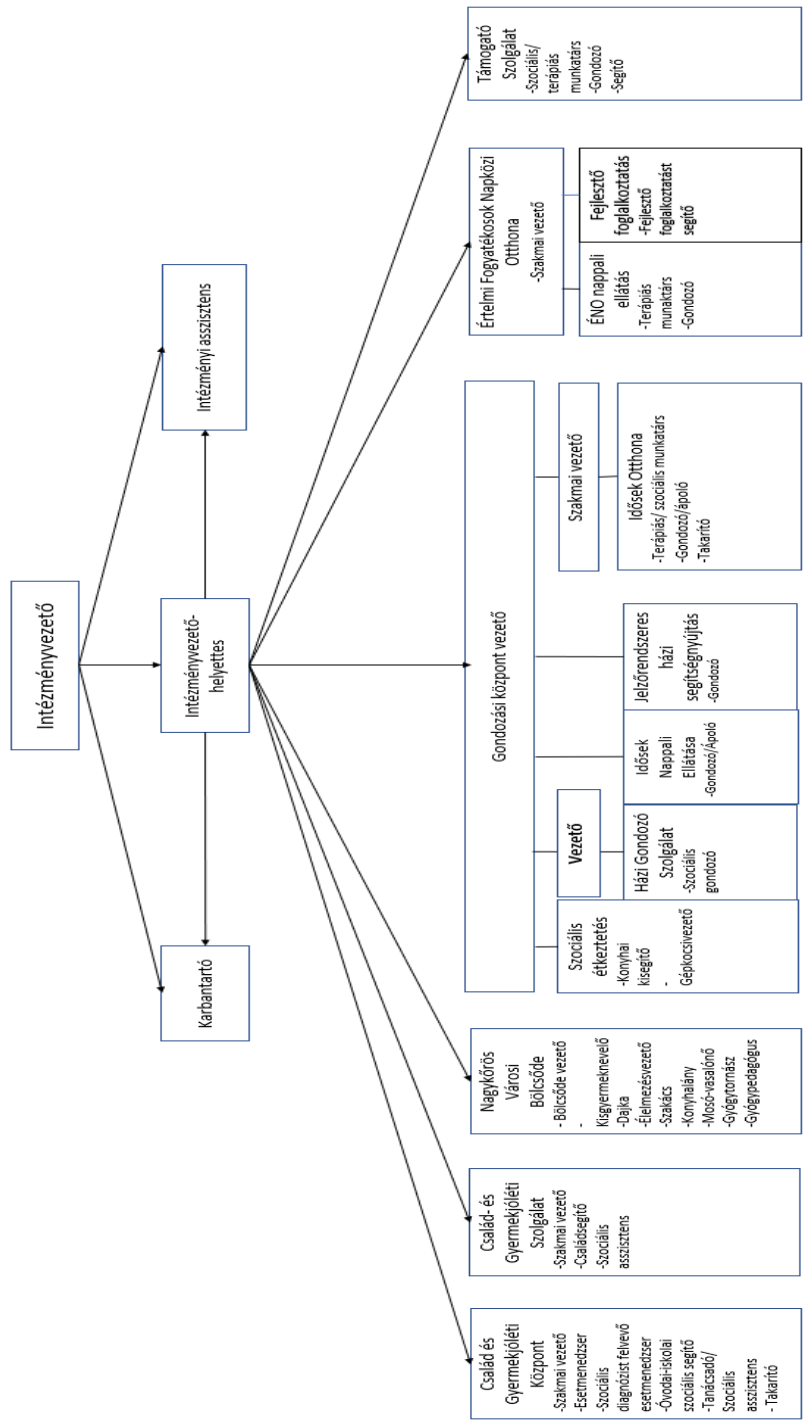 Intézményvezető
Karbantartó
Intézményvezető-
helyettes
Intézményi asszisztens
Család és
Gyermekjóléti
Központ
-Szakmai vezető
-Esetmenedzser
-Szociális
diagnózist felvevő
esetmenedzser
-Óvodai-iskolai
szociális segítő
-Tanácsadó/
Szociális
asszisztens
- Takarító
Család- és
Gyermekjóléti
Szolgálat
-Szakmai vezető
-Családsegítő
-Szociális
asszisztens
Nagykőrös
Városi
Bölcsőde
- Bölcsőde vezető
-
Kisgyermeknevelő
-Dajka
-Élelmezésvezető
-Szakács
-Konyhalány
-Mosó-vasalónő
-Gyógytornász
-Gyógypedagógus
Gondozási központ vezető
Szociális
étkeztetés
-Konyhai
kisegítő
-
Gépkocsivezető
Vezető
Házi Gondozó
Szolgálat
-Szociális
gondozó
Idősek
Nappali
Ellátása
-Gondozó/Ápoló
Jelzőrendszeres
házi
segítségnyújtás
-Gondozó
Szakmai vezető
Idősek Otthona
-Terápiás/ szociális munkatárs
-Gondozó/ápoló
-Takarító
Értelmi Fogyatékosok Napközi
Otthona
-Szakmai vezető
ÉNO nappali
ellátás
-Terápiás
munaktárs
-Gondozó
Fejlesztő
foglalkoztatás
-Fejlesztő
foglalkoztatást
segítő
Támogató
Szolgálat
-Szociális/
terápiás
munkatárs
-Gondozó
-Segítő